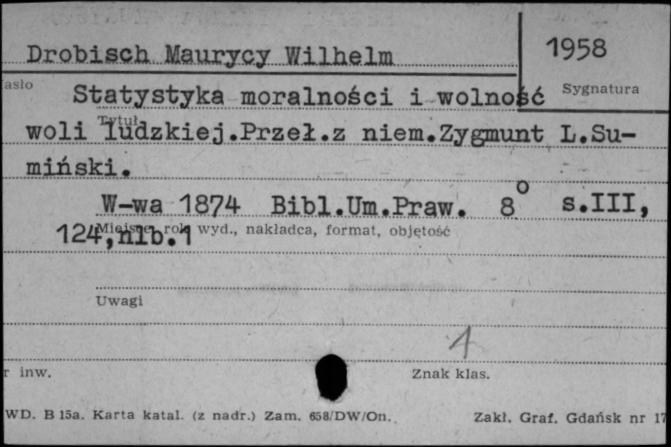 Drobisch Maurycy Wilhelm
1958
asło
Sygnatura
Statystyka moralności i wolność
Tytuł
woli ludzkiej.Przeł.z niem.Zygmunt L.Su-
miński.
W-wa 1874 Bibl.Um.Praw. 8° s.III,
Miejsce, rok wyd., nakładca, format, objętość
124,nlb.1
Uwagi
4
r inw.
Znak klas.
WD. B 15a. Karta katal. (z nadr.) Zam. 658/DW/On.
Zakł. Graf. Gdańsk nr 17